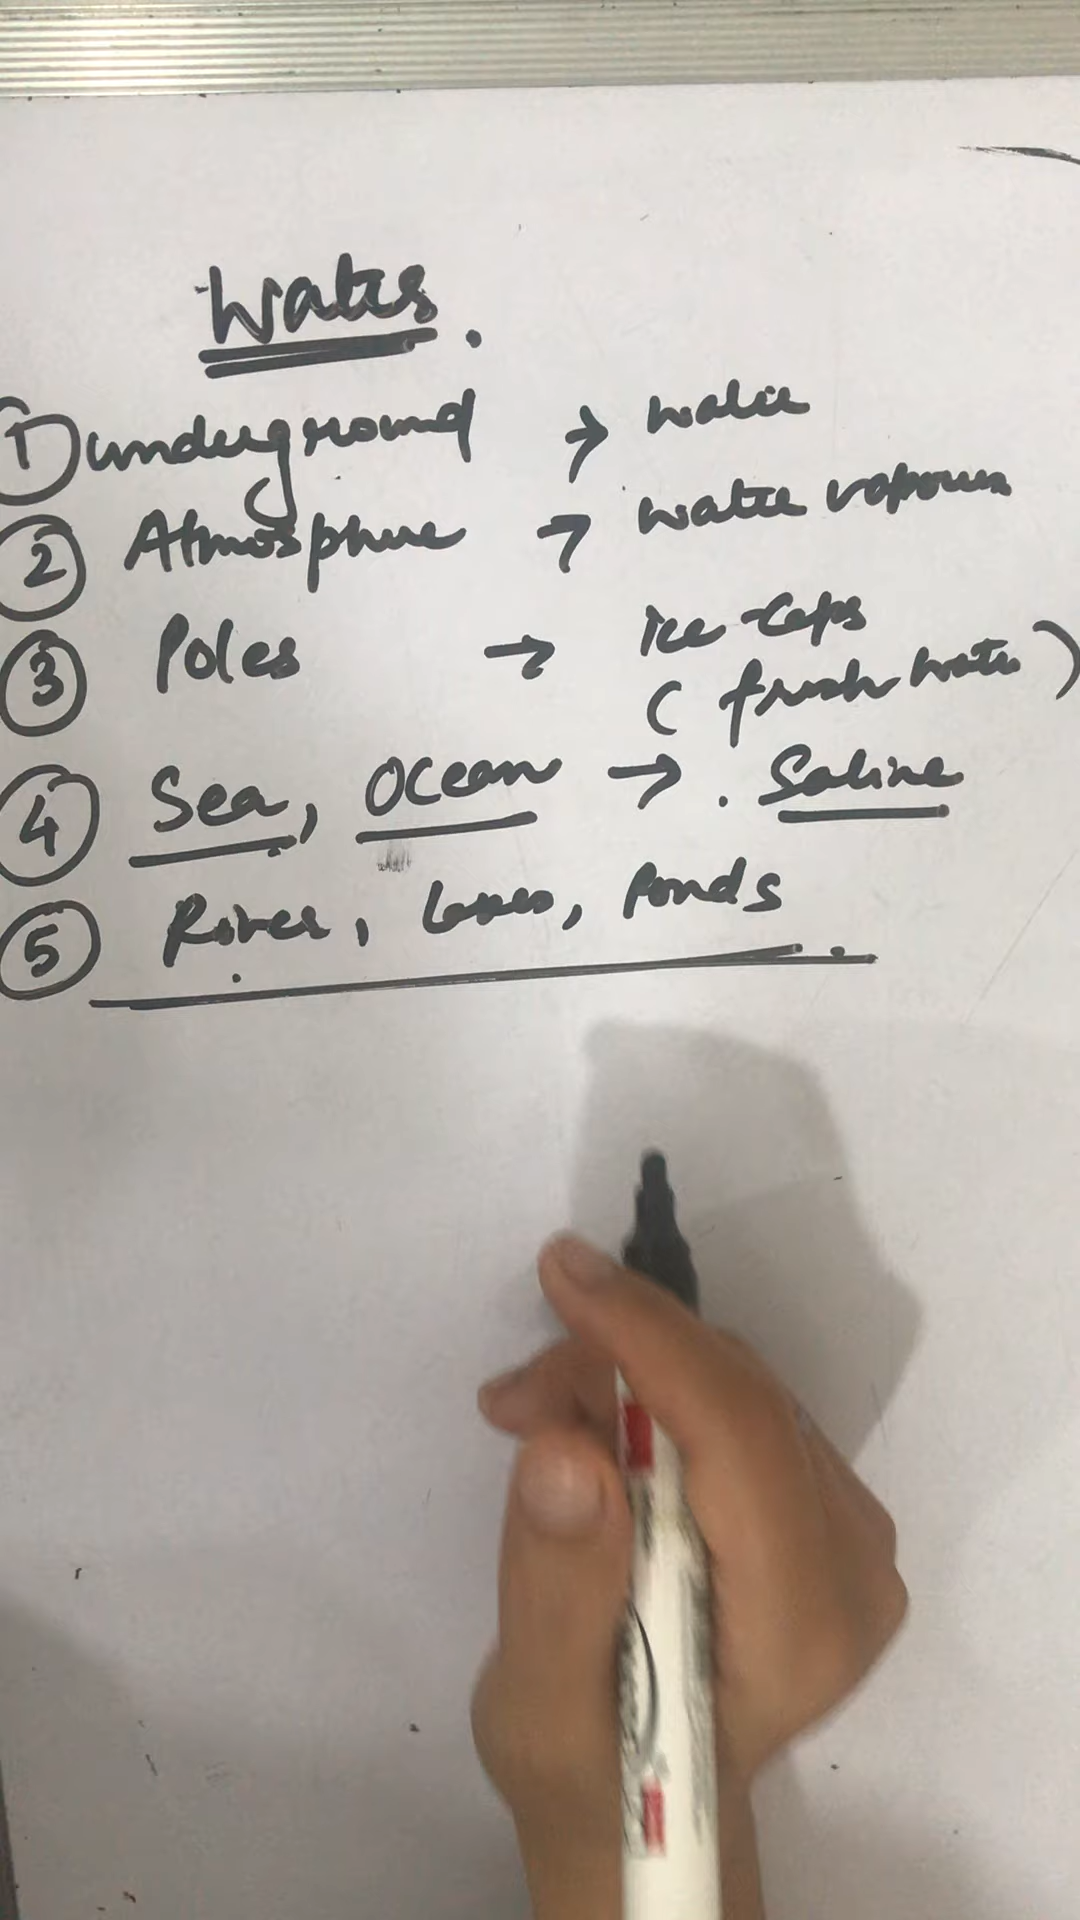 Water.
① underground → water
② Atmosphere → water vapours
③ Poles → ice-caps
(fresh water)
④ Sea, Ocean → Saline
⑤ River, Lakes, Ponds